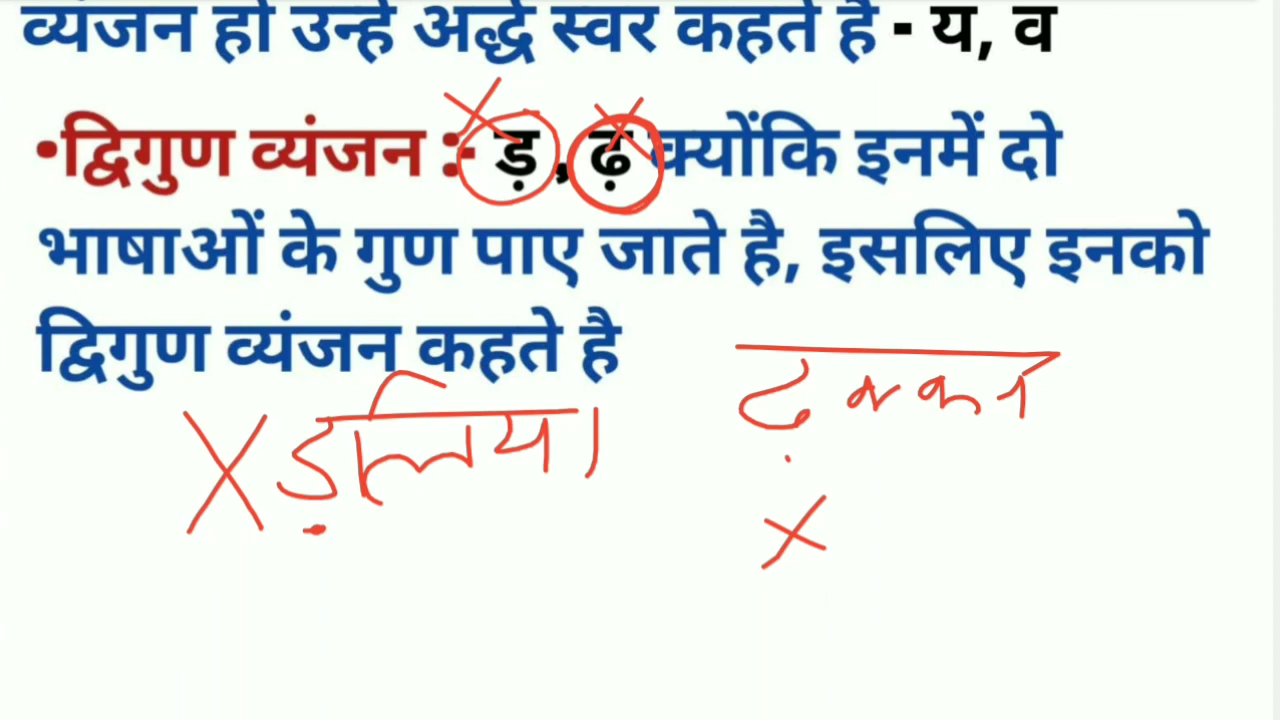 व्यंजन हो उन्हे अर्द्ध स्वर कहते है - य, व
•द्विगुण व्यंजन :- ड़, ढ़ क्योंकि इनमें दो
भाषाओं के गुण पाए जाते है, इसलिए इनको
द्विगुण व्यंजन कहते है
X ड़लिया
X